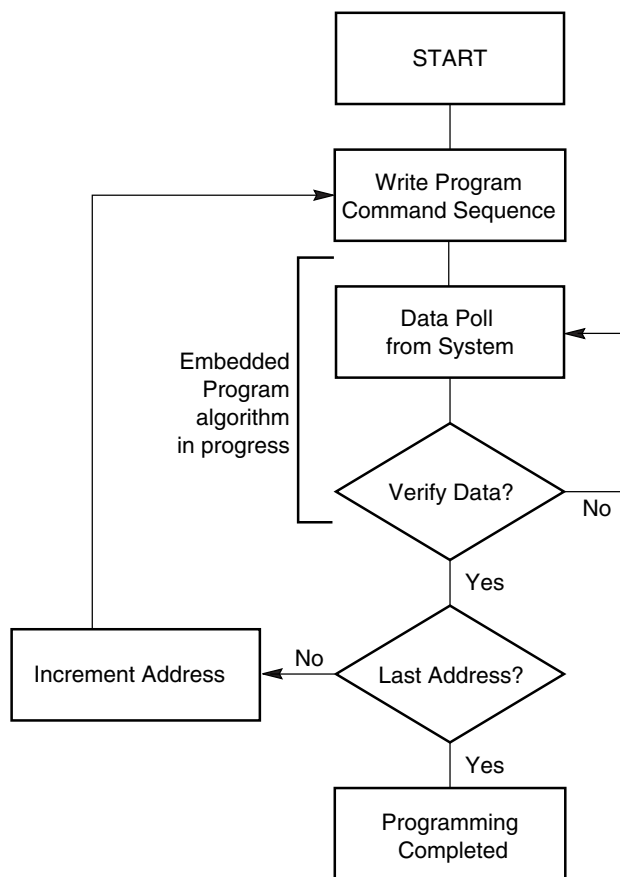 START
Write Program
Command Sequence
Data Poll
from System
Embedded
Program
algorithm
in progress
Verify Data?
No
Yes
Increment Address
No
Last Address?
Yes
Programming
Completed